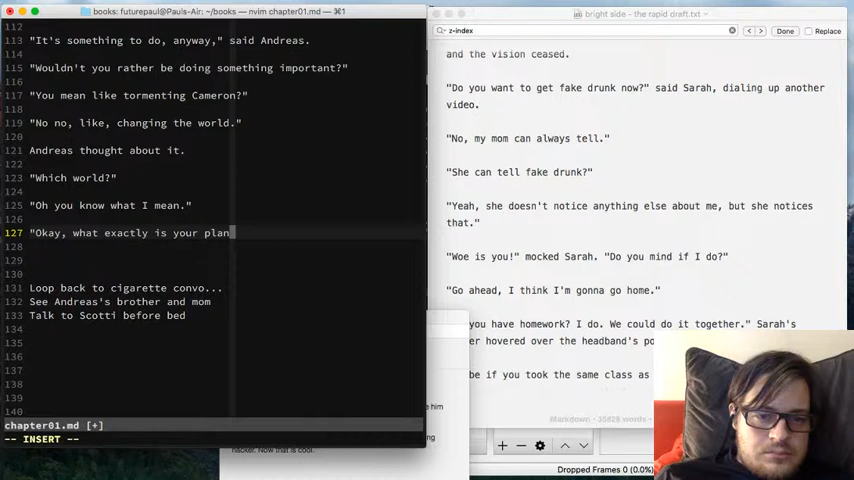 books: futurepaul@Pauls-Air: ~/books — nvim chapter01.md — ⌘1
112
113 "It's something to do, anyway," said Andreas.
114
115 "Wouldn't you rather be doing something important?"
116
117 "You mean like tormenting Cameron?"
118
119 "No no, like, changing the world."
120
121 Andreas thought about it.
122
123 "Which world?"
124
125 "Oh you know what I mean."
126
127 "Okay, what exactly is your plan
128
129
130
131 Loop back to cigarette convo...
132 See Andreas's brother and mom
133 Talk to Scotti before bed
134
135
136
137
138
139
140
chapter01.md [+]
-- INSERT --
bright side - the rapid draft.txt
z-index
Done
Replace
and the vision ceased.
"Do you want to get fake drunk now?" said Sarah, dialing up another
video.
"No, my mom can always tell."
"She can tell fake drunk?"
"Yeah, she doesn't notice anything else about me, but she notices
that."
"Woe is you!" mocked Sarah. "Do you mind if I do?"
"Go ahead, I think I'm gonna go home."
you have homework? I do. We could do it together." Sarah's
er hovered over the headband's
be if you took the same class as
Markdown — 35829 words
him
hacker. Now that is cool.
Dropped Frames 0 (0.0%)